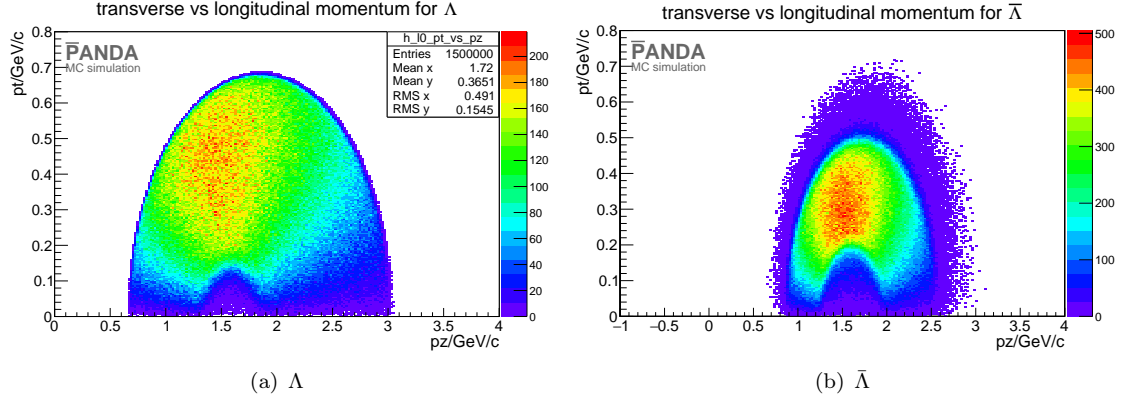 transverse vs longitudinal momentum for Λ
P̅ANDA
MC simulation
h_l0_pt_vs_pz
Entries 1500000
Mean x 1.72
Mean y 0.3651
RMS x 0.491
RMS y 0.1545
pt/GeV/c
0.8
0.7
0.6
0.5
0.4
0.3
0.2
0.1
0
0 0.5 1 1.5 2 2.5 3 3.5 4
pz/GeV/c
200
180
160
140
120
100
80
60
40
20
0
(a) Λ
transverse vs longitudinal momentum for Λ̅
P̅ANDA
MC simulation
pt/GeV/c
0.8
0.7
0.6
0.5
0.4
0.3
0.2
0.1
0
−1 −0.5 0 0.5 1 1.5 2 2.5 3 3.5 4
pz/GeV/c
500
400
300
200
100
0
(b) Λ̄